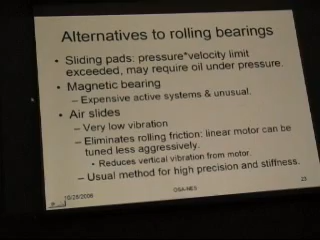 Alternatives to rolling bearings
• Sliding pads: pressure*velocity limit
exceeded, may require oil under pressure.
• Magnetic bearing
– Expensive active systems & unusual.
• Air slides
– Very low vibration
– Eliminates rolling friction: linear motor can be
tuned less aggressively.
• Reduces vertical vibration from motor.
– Usual method for high precision and stiffness.
10/28/2006
OSA-NES
23